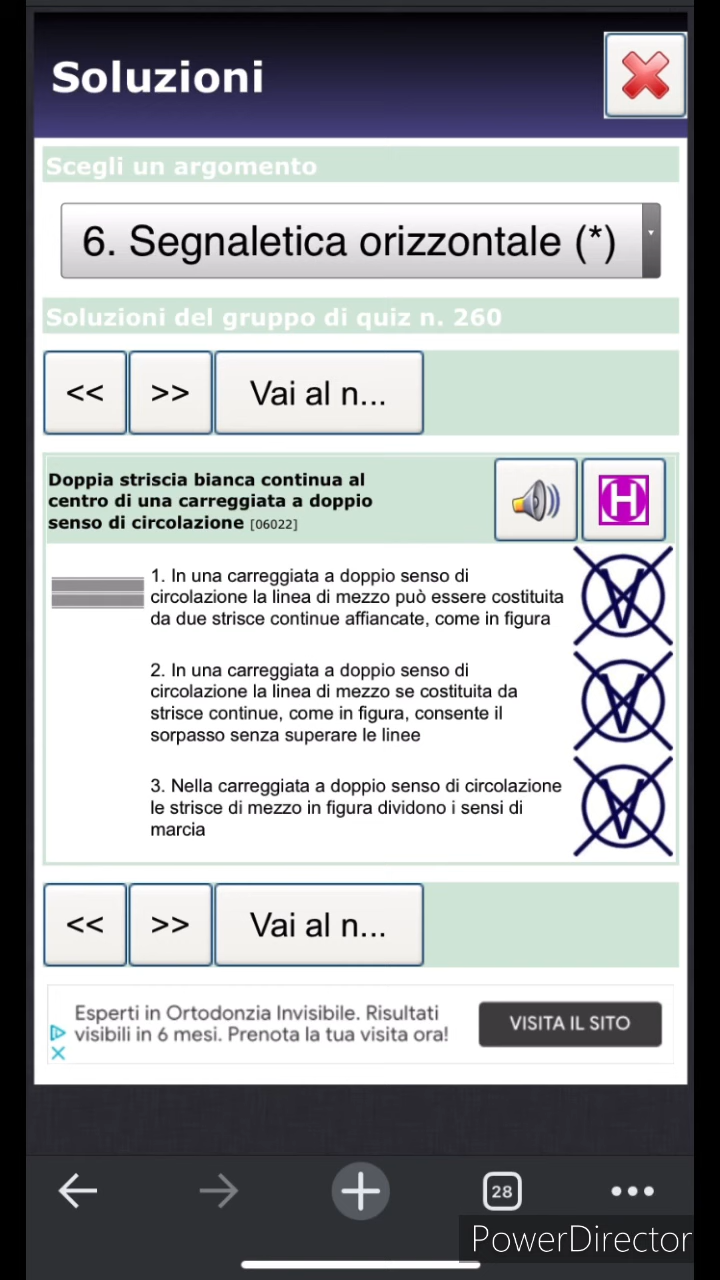 Soluzioni
Scegli un argomento
6. Segnaletica orizzontale (*)
Soluzioni del gruppo di quiz n. 260
<< >> Vai al n...
Doppia striscia bianca continua al
centro di una carreggiata a doppio
senso di circolazione [06022]
H
1. In una carreggiata a doppio senso di
circolazione la linea di mezzo può essere costituita
da due strisce continue affiancate, come in figura
V
2. In una carreggiata a doppio senso di
circolazione la linea di mezzo se costituita da
strisce continue, come in figura, consente il
sorpasso senza superare le linee
V
3. Nella carreggiata a doppio senso di circolazione
le strisce di mezzo in figura dividono i sensi di
marcia
V
<< >> Vai al n...
Esperti in Ortodonzia Invisibile. Risultati
visibili in 6 mesi. Prenota la tua visita ora!
VISITA IL SITO
28
PowerDirector